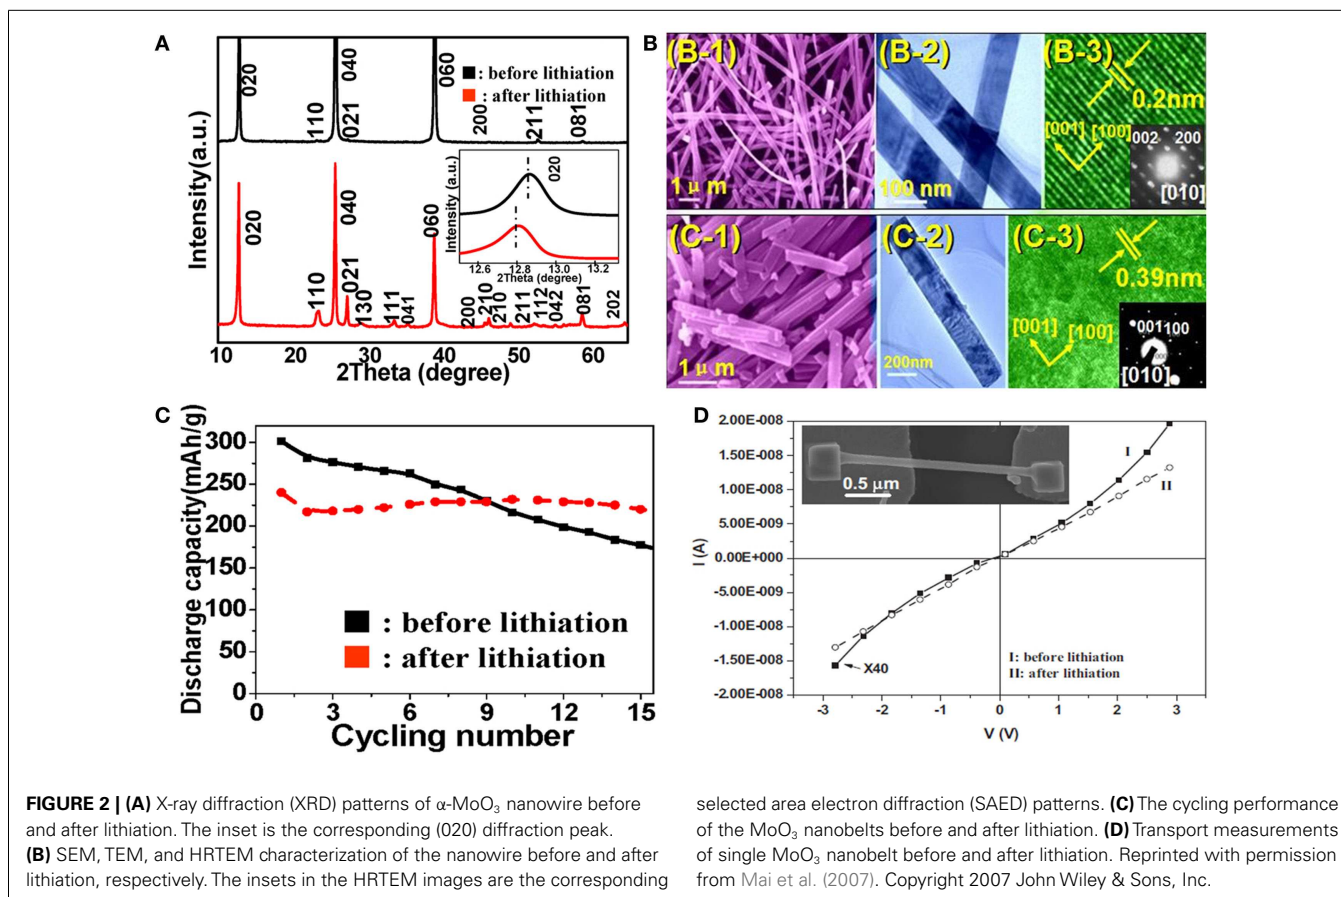 A
020
110
040
021
060
■: before lithiation
■: after lithiation
200
211
081
Intensity(a.u.)
020
110
040
021
130
111
041
060
200
210
210
211
112
042
081
202
Intensity (a.u.)
020
12.6 12.8 13.0 13.2
2Theta (degree)
10 20 30 40 50 60
2Theta (degree)
B
(B-1)
1 μ m
(B-2)
100 nm
(B-3)
0.2nm
[001] [100]
002 200
[010]
(C-1)
1 μ m
(C-2)
200nm
(C-3)
0.39nm
[001] [100]
001 100
000
[010]
C
Discharge capacity(mAh/g)
300
250
200
150
100
50
0
■ : before lithiation
■ : after lithiation
0 3 6 9 12 15
Cycling number
D
I (A)
2.00E-008
1.50E-008
1.00E-008
5.00E-009
0.00E+000
-5.00E-009
-1.00E-008
-1.50E-008
-2.00E-008
0.5 μm
I
II
X40
I: before lithiation
II: after lithiation
-3 -2 -1 0 1 2 3
V (V)
FIGURE 2 | (A) X-ray diffraction (XRD) patterns of α-MoO₃ nanowire before
and after lithiation. The inset is the corresponding (020) diffraction peak.
(B) SEM, TEM, and HRTEM characterization of the nanowire before and after
lithiation, respectively. The insets in the HRTEM images are the corresponding
selected area electron diffraction (SAED) patterns. (C) The cycling performance
of the MoO₃ nanobelts before and after lithiation. (D) Transport measurements
of single MoO₃ nanobelt before and after lithiation. Reprinted with permission
from Mai et al. (2007). Copyright 2007 John Wiley & Sons, Inc.